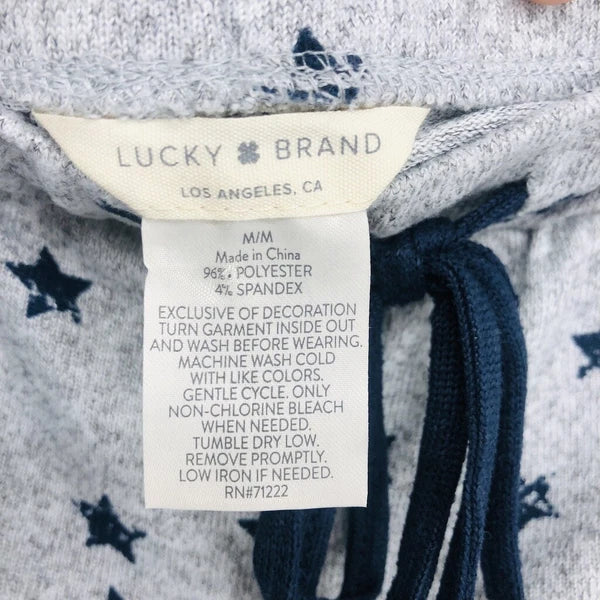 LUCKY BRAND
LOS ANGELES, CA
M/M
Made in China
96% POLYESTER
4% SPANDEX
EXCLUSIVE OF DECORATION
TURN GARMENT INSIDE OUT
AND WASH BEFORE WEARING.
MACHINE WASH COLD
WITH LIKE COLORS.
GENTLE CYCLE. ONLY
NON-CHLORINE BLEACH
WHEN NEEDED.
TUMBLE DRY LOW.
REMOVE PROMPTLY.
LOW IRON IF NEEDED.
RN#71222